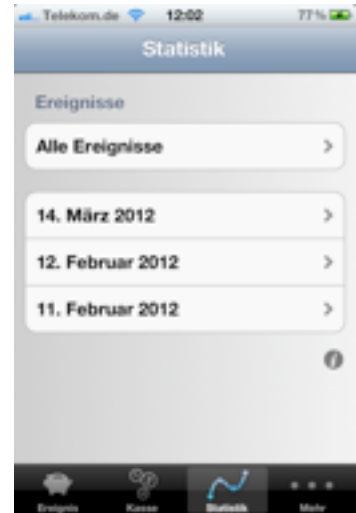 Telekom.de 12:02 77%
Statistik
Ereignisse
Alle Ereignisse
14. März 2012
12. Februar 2012
11. Februar 2012
Ereignis Kasse Statistik Mehr